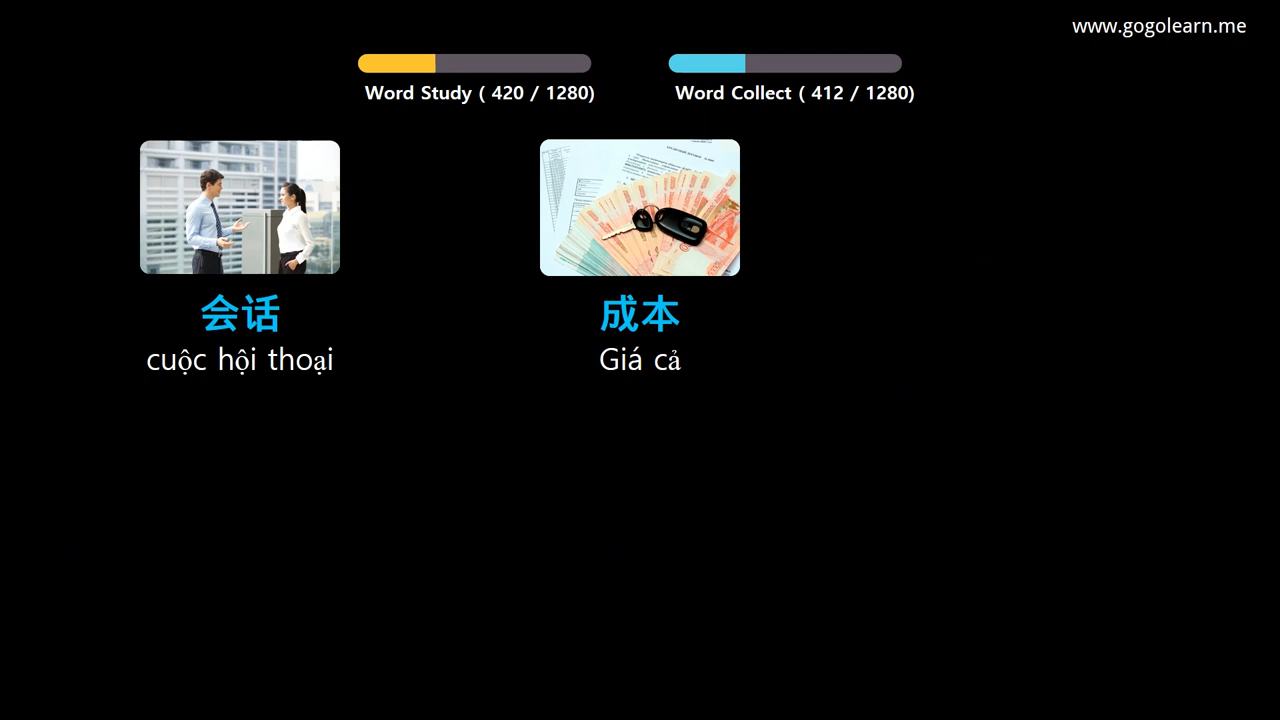 www.gogolearn.me
Word Study ( 420 / 1280)
Word Collect ( 412 / 1280)
会话
cuộc hội thoại
成本
Giá cả